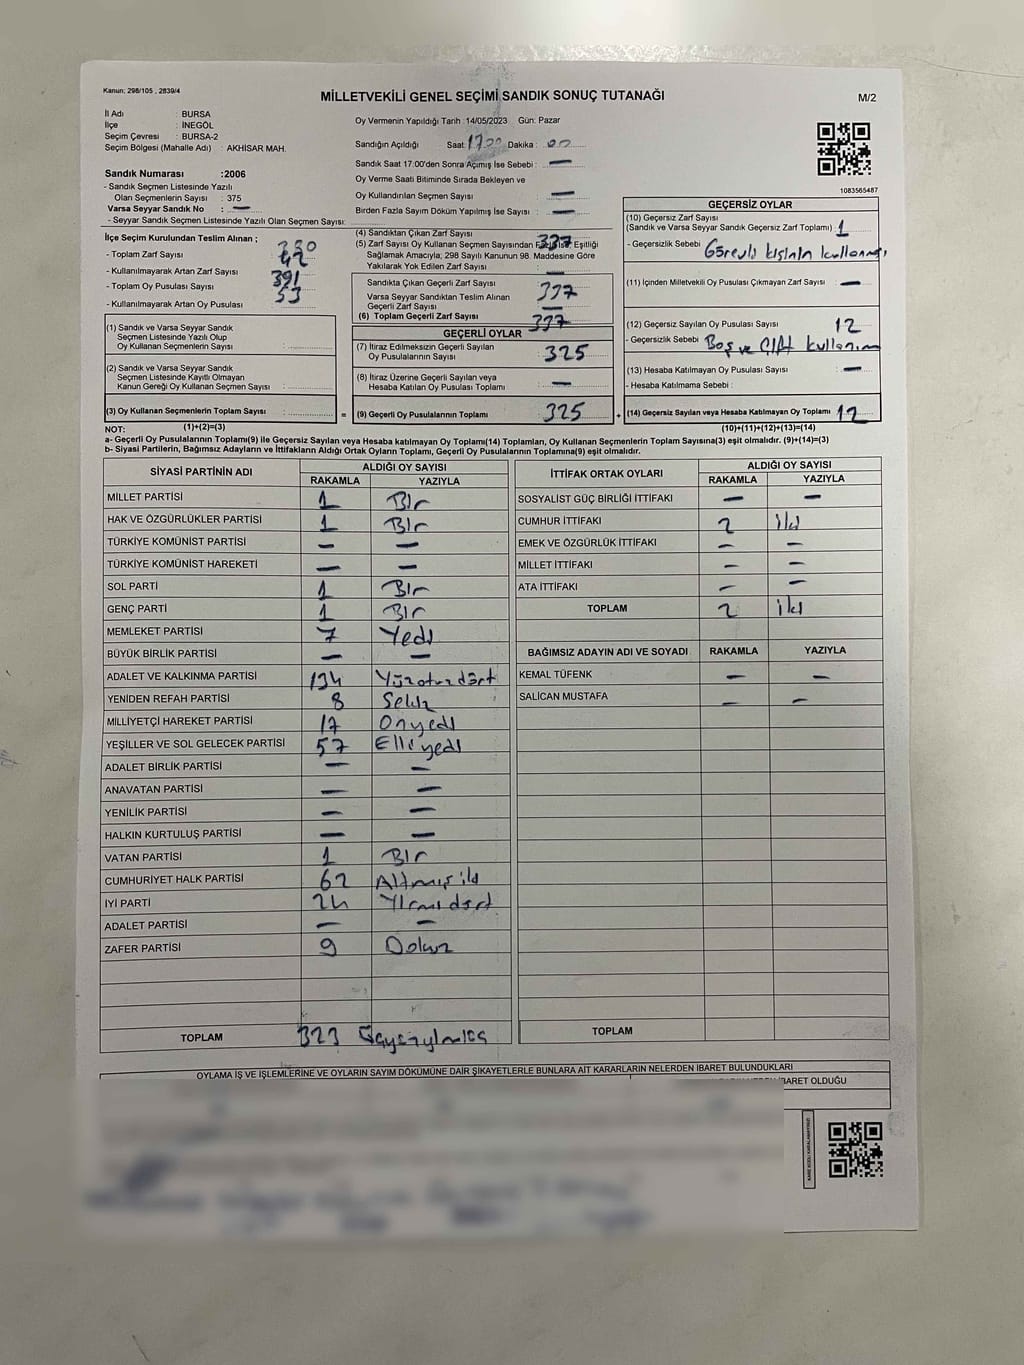 Kanun: 298/105 , 2839/4
MİLLETVEKİLİ GENEL SEÇİMİ SANDIK SONUÇ TUTANAĞI
M/2
İl Adı : BURSA
İlçe : İNEGÖL
Seçim Çevresi : BURSA-2
Seçim Bölgesi (Mahalle Adı) : AKHİSAR MAH.
Sandık Numarası :2006
- Sandık Seçmen Listesinde Yazılı
Olan Seçmenlerin Sayısı : 375
Varsa Seyyar Sandık No : —
- Seyyar Sandık Seçmen Listesinde Yazılı Olan Seçmen Sayısı:
Oy Vermenin Yapıldığı Tarih :14/05/2023 Gün: Pazar
Sandığın Açıldığı Saat: 17.00 Dakika : 00
Sandık Saat 17.00'den Sonra Açımış İse Sebebi : —
Oy Verme Saati Bitiminde Sırada Bekleyen ve
Oy Kullandırılan Seçmen Sayısı : —
Birden Fazla Sayım Döküm Yapılmış İse Sayısı : —
1083565487
İlçe Seçim Kurulundan Teslim Alınan ;
- Toplam Zarf Sayısı : 380
- Kullanılmayarak Artan Zarf Sayısı : 42
- Toplam Oy Pusulası Sayısı : 391
- Kullanılmayarak Artan Oy Pusulası : 53
(4) Sandıktan Çıkan Zarf Sayısı : 337
(5) Zarf Sayısı Oy Kullanan Seçmen Sayısından Fazla İse, Eşitliği
Sağlamak Amacıyla; 298 Sayılı Kanunun 98. Maddesine Göre
Yakılarak Yok Edilen Zarf Sayısı : —
Sandıkta Çıkan Geçerli Zarf Sayısı : 337
Varsa Seyyar Sandıktan Teslim Alınan
Geçerli Zarf Sayısı : —
(6) Toplam Geçerli Zarf Sayısı : 337
GEÇERSİZ OYLAR
(10) Geçersiz Zarf Sayısı
(Sandık ve Varsa Seyyar Sandık Geçersiz Zarf Toplamı) : 1
- Geçersizlik Sebebi : Görevli kişinin kullanması
(11) İçinden Milletvekili Oy Pusulası Çıkmayan Zarf Sayısı : —
(12) Geçersiz Sayılan Oy Pusulası Sayısı : 12
- Geçersizlik Sebebi : Boş ve Çift kullanım
(13) Hesaba Katılmayan Oy Pusulası Sayısı : —
- Hesaba Katılmama Sebebi :
(1) Sandık ve Varsa Seyyar Sandık
Seçmen Listesinde Yazılı Olup
Oy Kullanan Seçmenlerin Sayısı :
(2) Sandık ve Varsa Seyyar Sandık
Seçmen Listesinde Kayıtlı Olmayan
Kanun Gereği Oy Kullanan Seçmen Sayısı :
GEÇERLİ OYLAR
(7) İtiraz Edilmeksizin Geçerli Sayılan
Oy Pusulalarının Sayısı : 325
(8) İtiraz Üzerine Geçerli Sayılan veya
Hesaba Katılan Oy Pusulası Toplamı : —
(3) Oy Kullanan Seçmenlerin Toplam Sayısı : = (9) Geçerli Oy Pusulalarının Toplamı : 325 + (14) Geçersiz Sayılan veya Hesaba Katılmayan Oy Toplamı : 12
NOT: (1)+(2)=(3) (10)+(11)+(12)+(13)=(14)
a- Geçerli Oy Pusulalarının Toplamı(9) ile Geçersiz Sayılan veya Hesaba katılmayan Oy Toplamı(14) Toplamları, Oy Kullanan Seçmenlerin Toplam Sayısına(3) eşit olmalıdır. (9)+(14)=(3)
b- Siyasi Partilerin, Bağımsız Adayların ve İttifakların Aldığı Ortak Oyların Toplamı, Geçerli Oy Pusulalarının Toplamına(9) eşit olmalıdır.
SİYASİ PARTİNİN ADI ALDIĞI OY SAYISI
RAKAMLA YAZIYLA
MİLLET PARTİSİ 1 Bir
HAK VE ÖZGÜRLÜKLER PARTİSİ 1 Bir
TÜRKİYE KOMÜNİST PARTİSİ — —
TÜRKİYE KOMÜNİST HAREKETİ — —
SOL PARTİ 1 Bir
GENÇ PARTİ 1 Bir
MEMLEKET PARTİSİ 7 Yedi
BÜYÜK BİRLİK PARTİSİ — —
ADALET VE KALKINMA PARTİSİ 134 Yüzotuzdört
YENİDEN REFAH PARTİSİ 8 Sekiz
MİLLİYETÇİ HAREKET PARTİSİ 17 Onyedi
YEŞİLLER VE SOL GELECEK PARTİSİ 57 Elliyedi
ADALET BİRLİK PARTİSİ — —
ANAVATAN PARTİSİ — —
YENİLİK PARTİSİ — —
HALKIN KURTULUŞ PARTİSİ — —
VATAN PARTİSİ 1 Bir
CUMHURİYET HALK PARTİSİ 62 Altmışiki
İYİ PARTİ 24 Yirmidört
ADALET PARTİSİ — —
ZAFER PARTİSİ 9 Dokuz
TOPLAM 323 Üçyüzyirmiüç
İTTİFAK ORTAK OYLARI ALDIĞI OY SAYISI
RAKAMLA YAZIYLA
SOSYALİST GÜÇ BİRLİĞİ İTTİFAKI — —
CUMHUR İTTİFAKI 2 iki
EMEK VE ÖZGÜRLÜK İTTİFAKI — —
MİLLET İTTİFAKI — —
ATA İTTİFAKI — —
TOPLAM 2 iki
BAĞIMSIZ ADAYIN ADI VE SOYADI RAKAMLA YAZIYLA
KEMAL TÜFENK — —
SALİCAN MUSTAFA — —
TOPLAM
OYLAMA İŞ VE İŞLEMLERİNE VE OYLARIN SAYIM DÖKÜMÜNE DAİR ŞİKAYETLERLE BUNLARA AİT KARARLARIN NELERDEN İBARET BULUNDUKLARI
İBARET OLDUĞU